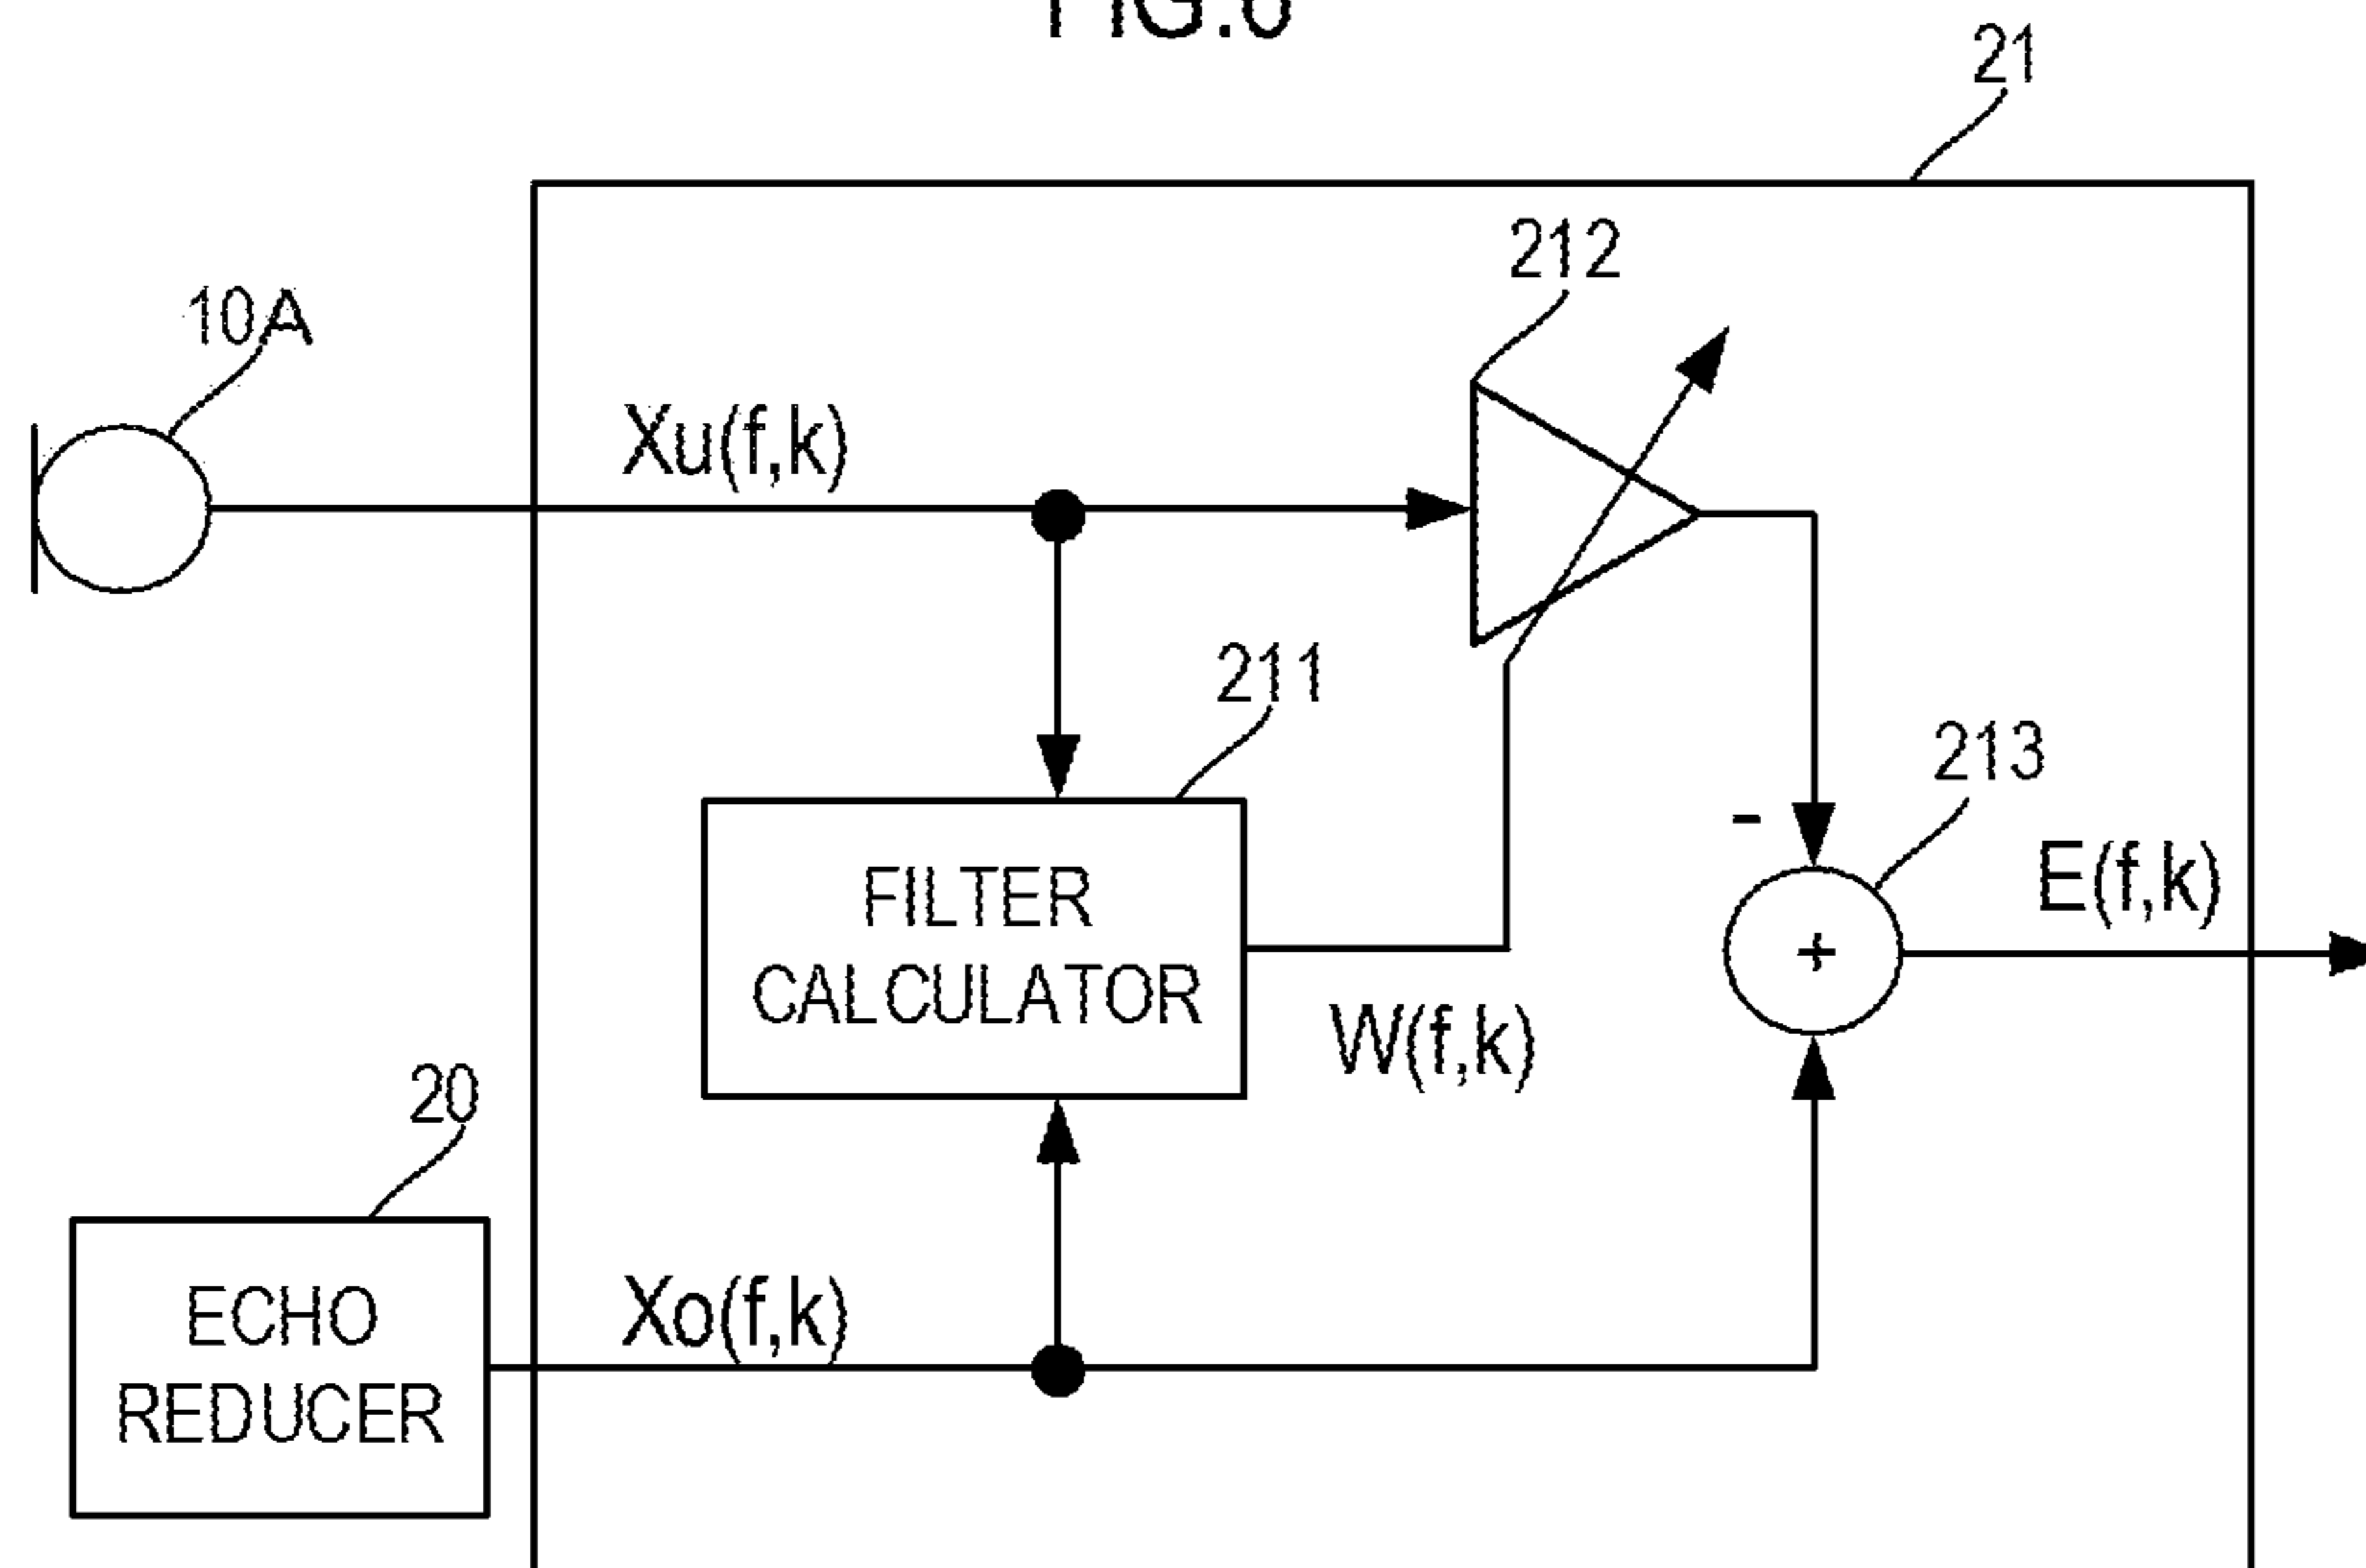 21
212
10A
Xu(f,k)
211
213
-
FILTER
CALCULATOR
+
E(f,k)
W(f,k)
20
ECHO
REDUCER
Xo(f,k)